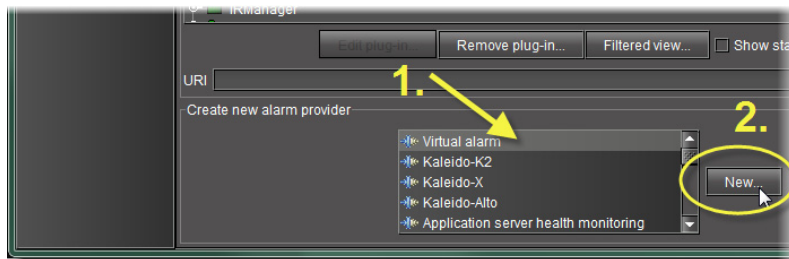 IRManager
Edit plug-in... Remove plug-in... Filtered view... Show sta
URI
1.
Create new alarm provider
2.
Virtual alarm
Kaleido-K2
Kaleido-X
New...
Kaleido-Alto
Application server health monitoring